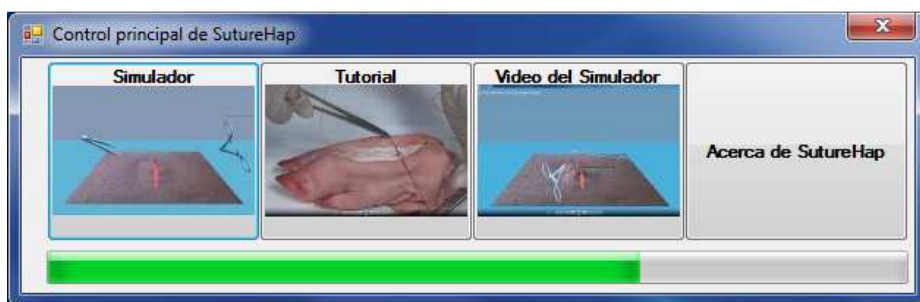 Control principal de SutureHap
Simulador
Tutorial
Video del Simulador
Acerca de SutureHap